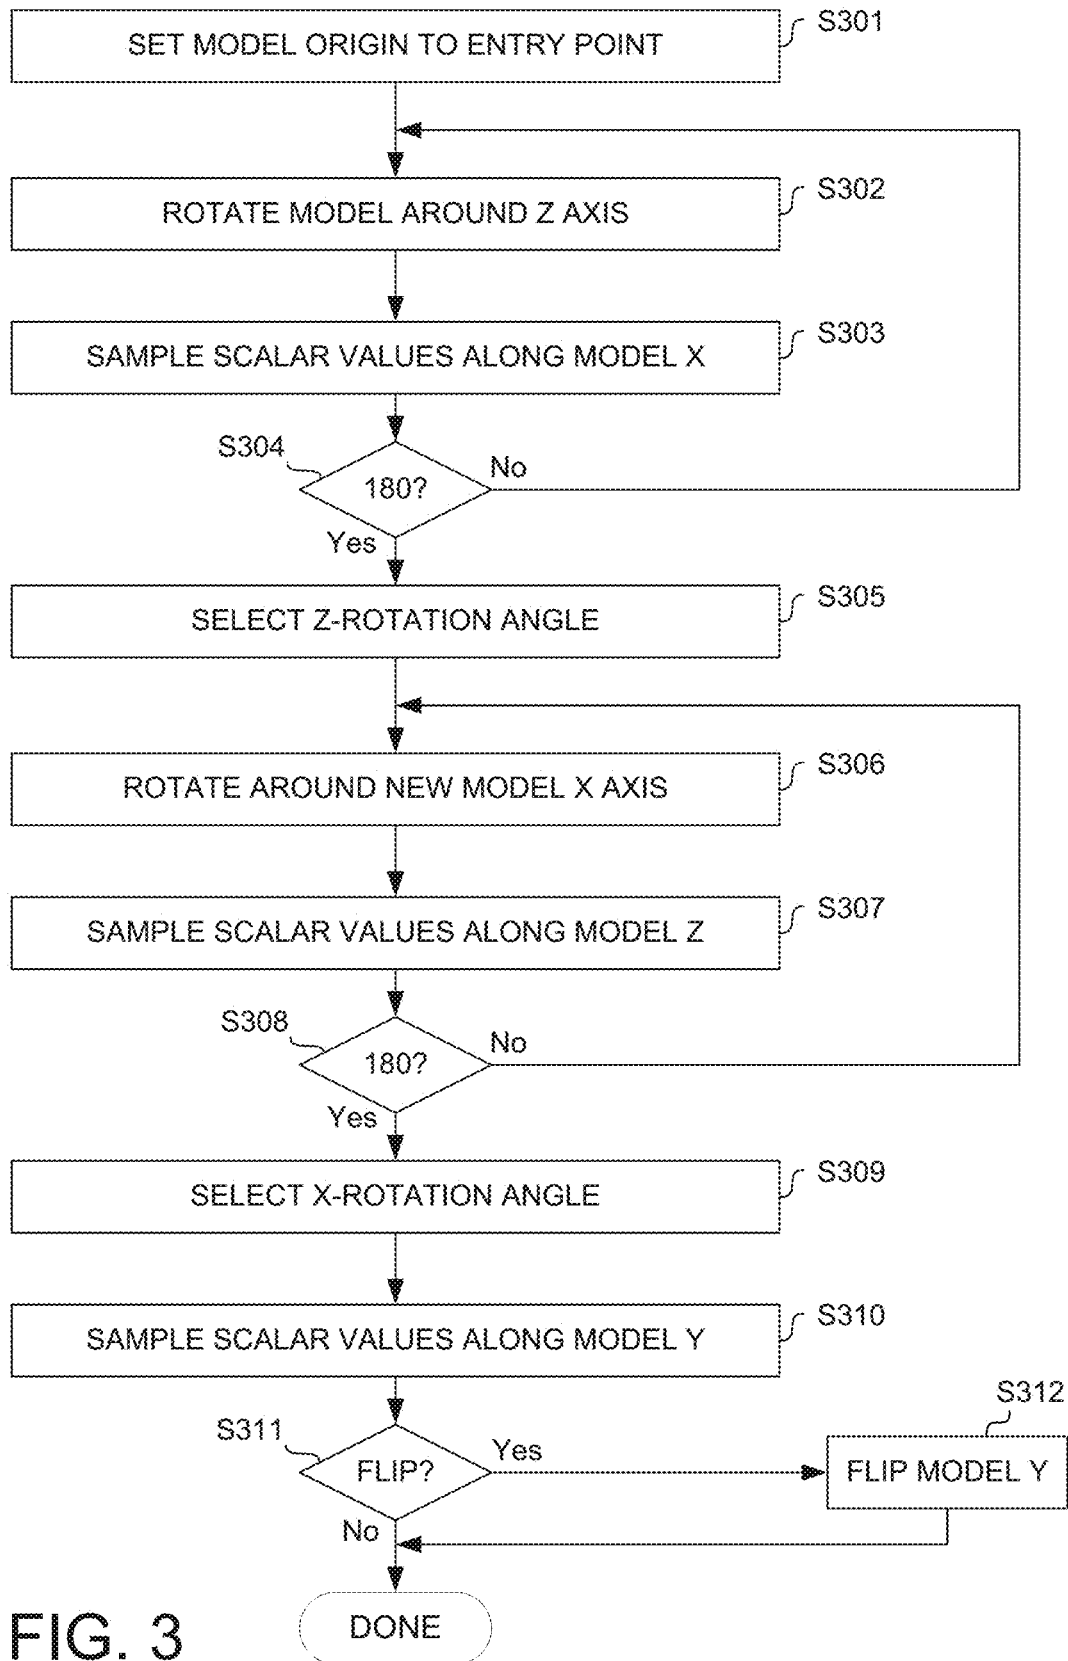 SET MODEL ORIGIN TO ENTRY POINT
S301
ROTATE MODEL AROUND Z AXIS
S302
SAMPLE SCALAR VALUES ALONG MODEL X
S303
S304
180?
No
Yes
SELECT Z-ROTATION ANGLE
S305
ROTATE AROUND NEW MODEL X AXIS
S306
SAMPLE SCALAR VALUES ALONG MODEL Z
S307
S308
180?
No
Yes
SELECT X-ROTATION ANGLE
S309
SAMPLE SCALAR VALUES ALONG MODEL Y
S310
S311
FLIP?
Yes
S312
FLIP MODEL Y
No
DONE
FIG. 3